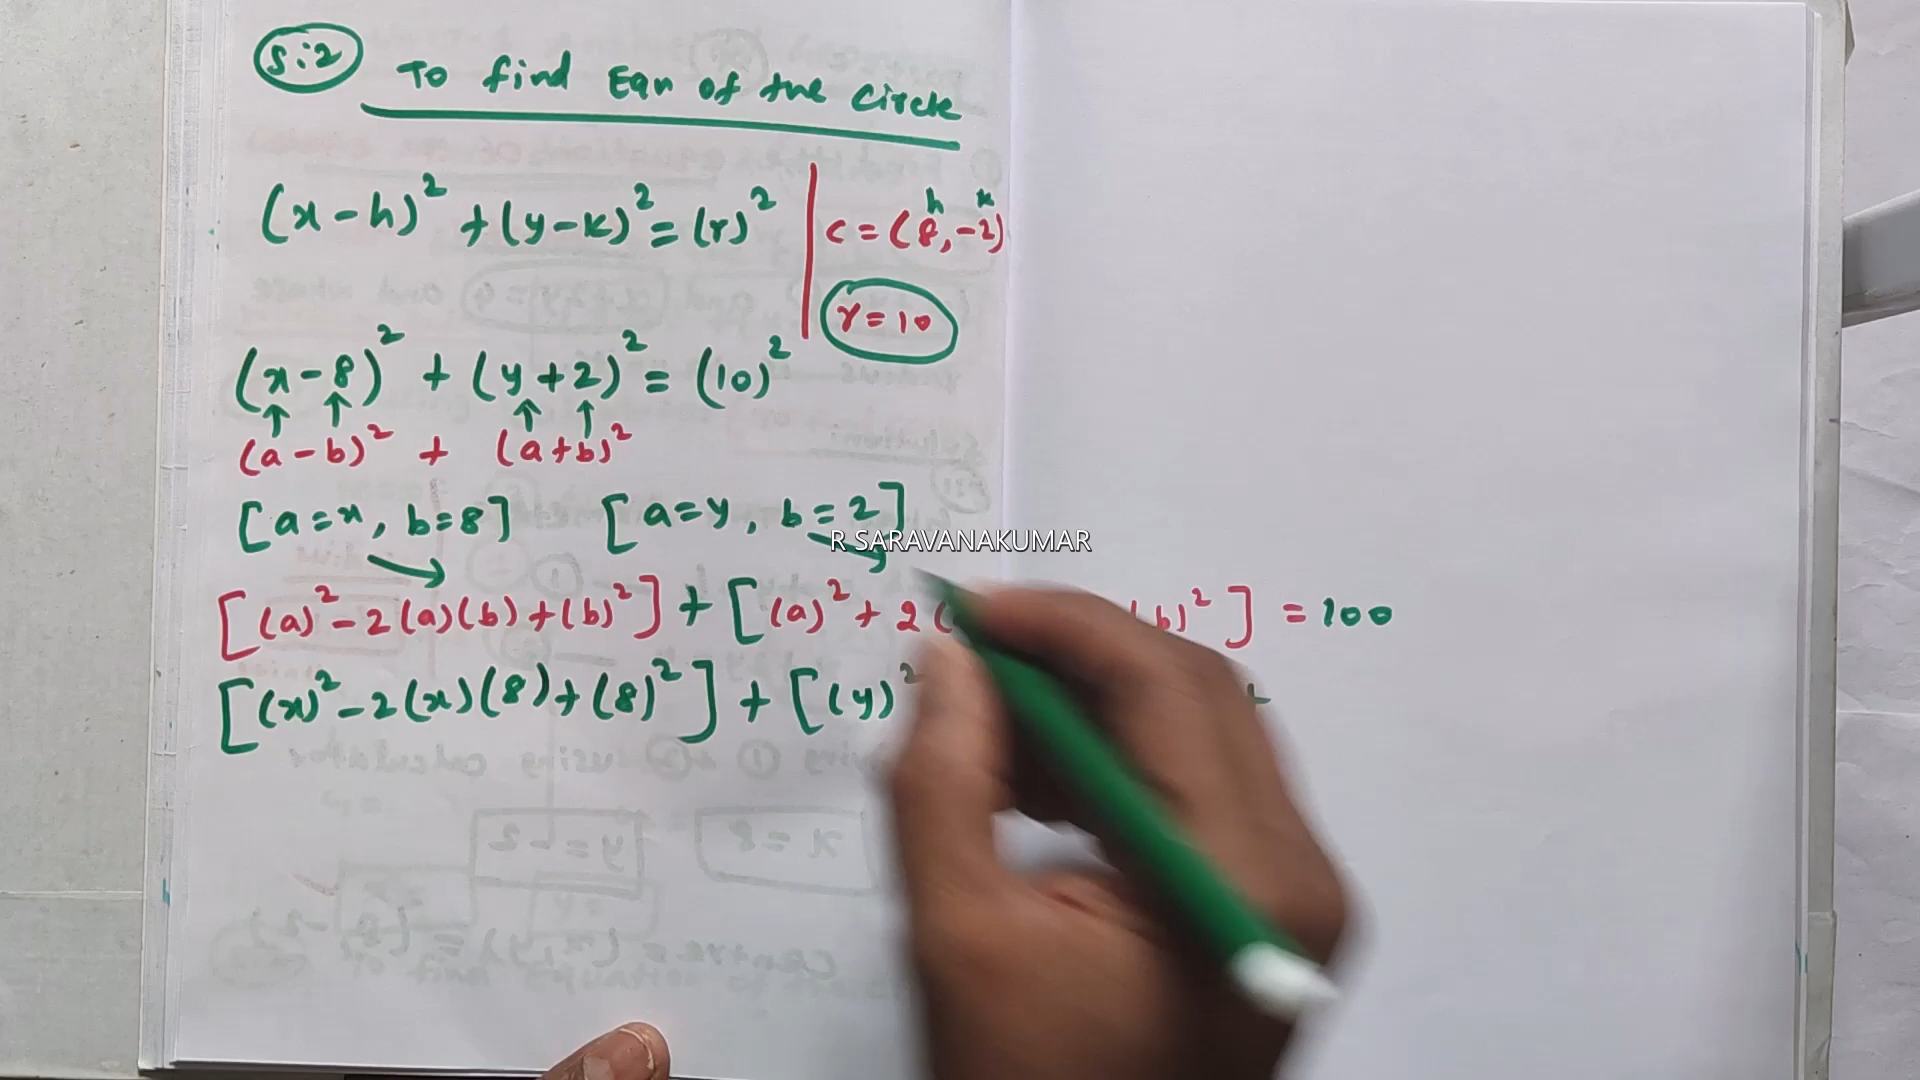 S:2 To find Eqn of the circle
(x-h)² + (y-k)² = (r)²
h k
C = (8, -2)
r = 10
(x-8)² + (y+2)² = (10)²
(a-b)² + (a+b)²
[a=x, b=8] [a=y, b=2]
R SARAVANAKUMAR
[(a)² - 2(a)(b) + (b)²] + [(a)² + 2( b)²] = 100
[(x)² - 2(x)(8) + (8)²] + [(y)² +